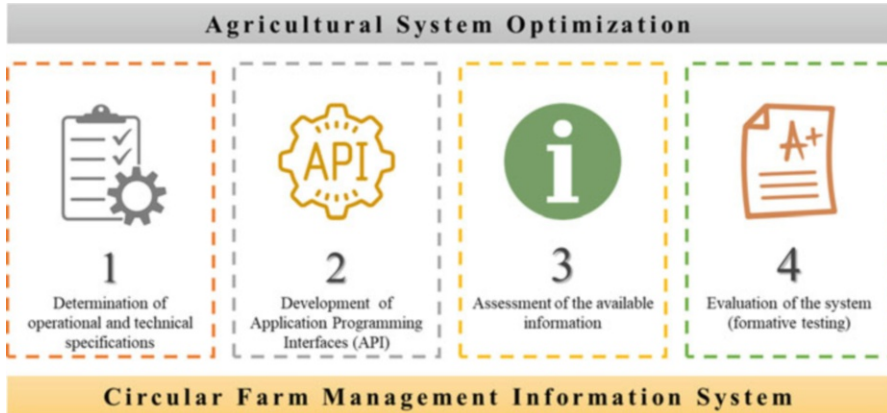 Agricultural System Optimization
API
i
A+
1
Determination of
operational and technical
specifications
2
Development of
Application Programming
Interfaces (API)
3
Assessment of the available
information
4
Evaluation of the system
(formative testing)
Circular Farm Management Information System